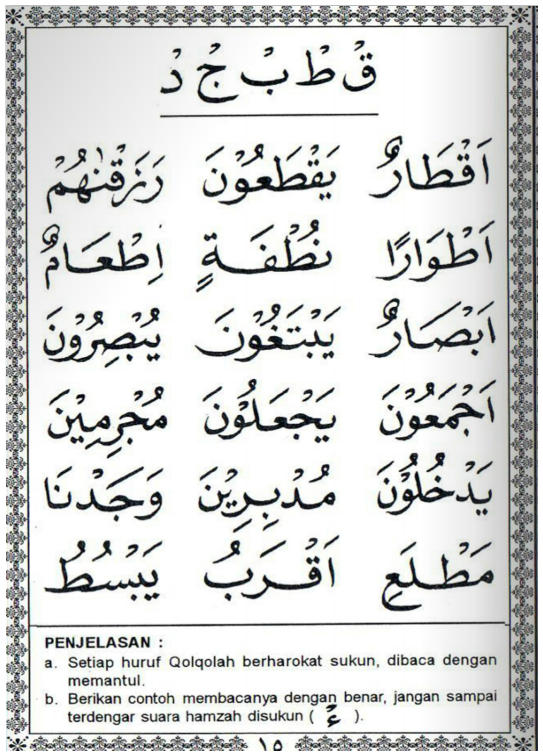 قْ طْ بْ جْ دْ
اَقْطَارٌ يَقْطَعُوْنَ رَزَقْنٰهُمْ
اَطْوَارًا نُطْفَةٍ اِطْعَامٌ
اَبْصَارٌ يَبْتَغُوْنَ يُبْصِرُوْنَ
اَجْمَعُوْنَ يَجْعَلُوْنَ مُجْرِمِيْنَ
يَدْخُلُوْنَ مُدْبِرِيْنَ وَجَدْنَا
مَطْلَعِ اَقْرَبُ يَبْسُطُ
PENJELASAN :
a. Setiap huruf Qolqolah berharokat sukun, dibaca dengan
memantul.
b. Berikan contoh membacanya dengan benar, jangan sampai
terdengar suara hamzah disukun ( ءْ ).
١٥